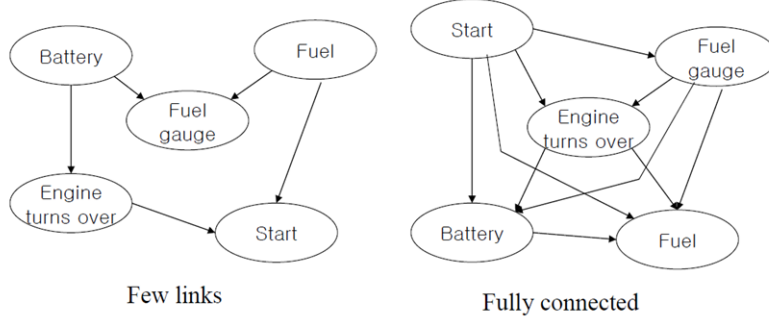 Battery
Fuel
Fuel
gauge
Engine
turns over
Start
Few links
Start
Fuel
gauge
Engine
turns over
Battery
Fuel
Fully connected